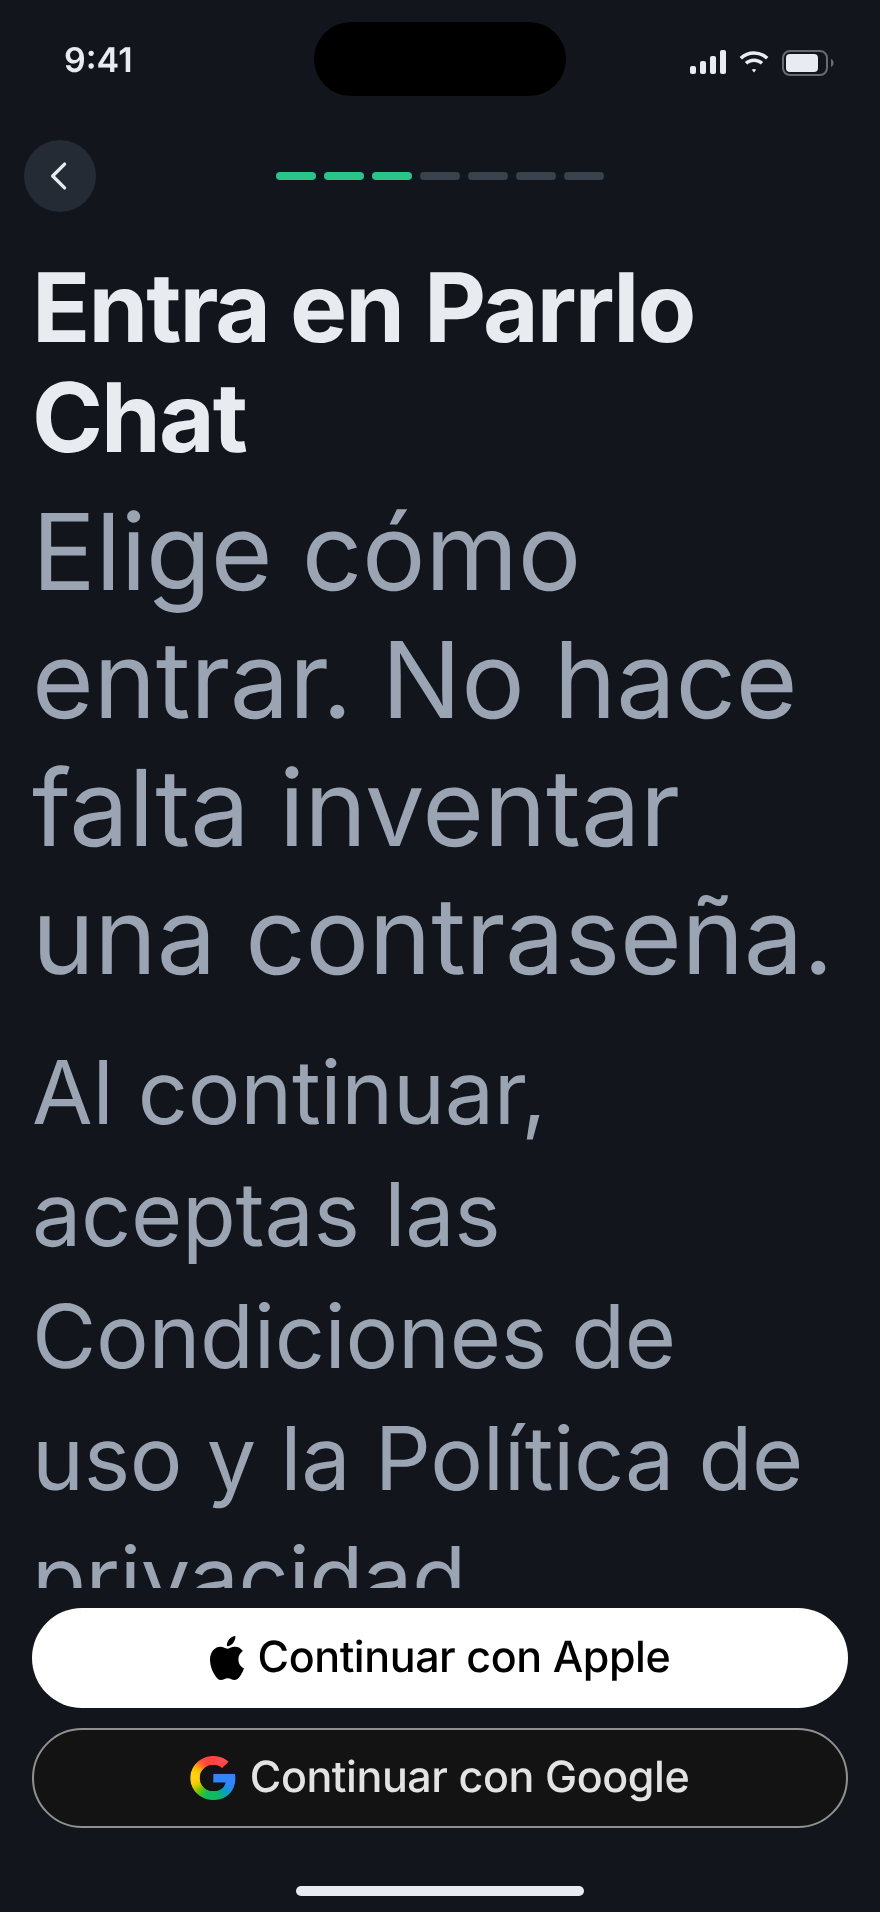 9:41
Entra en Parrlo
Chat
Elige cómo
entrar. No hace
falta inventar
una contraseña.
Al continuar,
aceptas las
Condiciones de
uso y la Política de
privacidad
Continuar con Apple
Continuar con Google